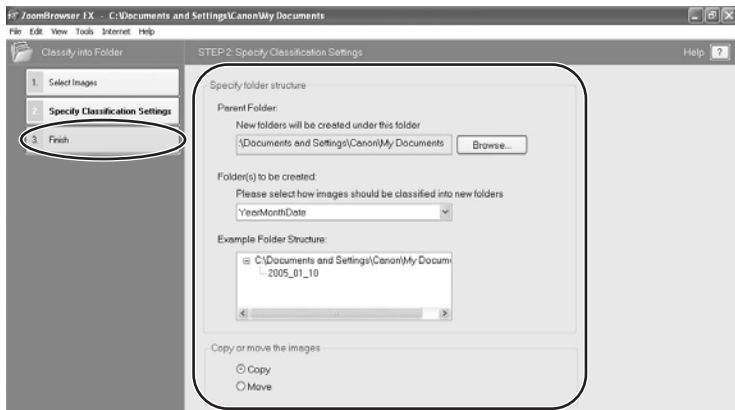 ZoomBrowser EX - C:\Documents and Settings\Canon\My Documents
File Edit View Tools Internet Help
Classify into Folder
STEP 2: Specify Classification Settings
Help ?
1. Select Images
2. Specify Classification Settings
3. Finish
Specify folder structure
Parent Folder:
New folders will be created under this folder
:\Documents and Settings\Canon\My Documents
Browse...
Folder(s) to be created:
Please select how images should be classified into new folders
YearMonthDate
Example Folder Structure:
C:\Documents and Settings\Canon\My Docum
2005_01_10
Copy or move the images
Copy
Move